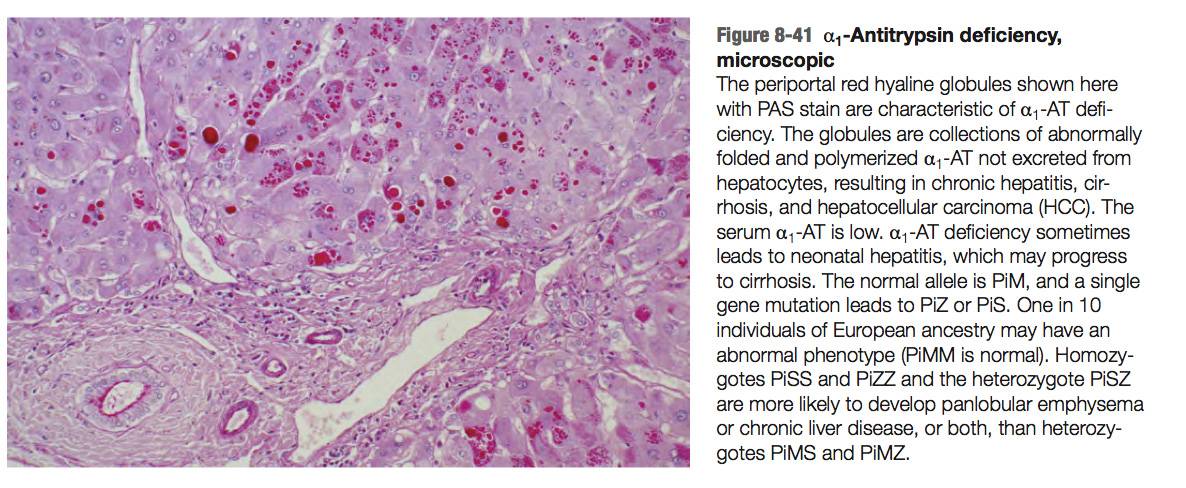 Figure 8-41 α₁-Antitrypsin deficiency,
microscopic
The periportal red hyaline globules shown here
with PAS stain are characteristic of α₁-AT defi-
ciency. The globules are collections of abnormally
folded and polymerized α₁-AT not excreted from
hepatocytes, resulting in chronic hepatitis, cir-
rhosis, and hepatocellular carcinoma (HCC). The
serum α₁-AT is low. α₁-AT deficiency sometimes
leads to neonatal hepatitis, which may progress
to cirrhosis. The normal allele is PiM, and a single
gene mutation leads to PiZ or PiS. One in 10
individuals of European ancestry may have an
abnormal phenotype (PiMM is normal). Homozy-
gotes PiSS and PiZZ and the heterozygote PiSZ
are more likely to develop panlobular emphysema
or chronic liver disease, or both, than heterozy-
gotes PiMS and PiMZ.